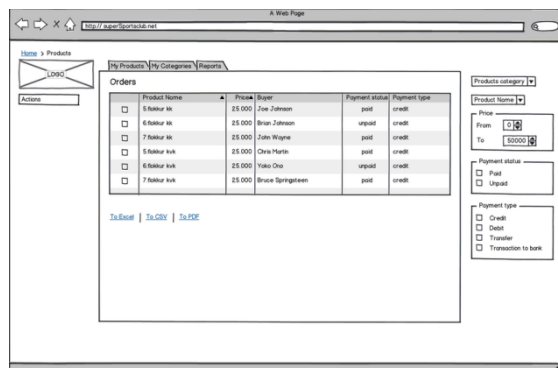 A Web Page
http:// superSportsclub.net
Home > Products
LOGO
Actions
My Products My Categories Reports
Orders
Product Name Price Buyer Payment status Payment type
5.flokkur kk 25.000 Joe Johnson paid credit
6.flokkur kk 25.000 Brian Johnson unpaid credit
7.flokkur kk 25.000 John Wayne paid credit
5.flokkur kvk 25.000 Chris Martin paid credit
6.flokkur kvk 25.000 Yoko Ono unpaid credit
7.flokkur kvk 25.000 Bruce Springsteen paid credit
To Excel | To CSV | To PDF
Products category
Product Name
Price
From 0
To 50000
Payment status
Paid
Unpaid
Payment type
Credit
Debit
Transfer
Transaction to bank